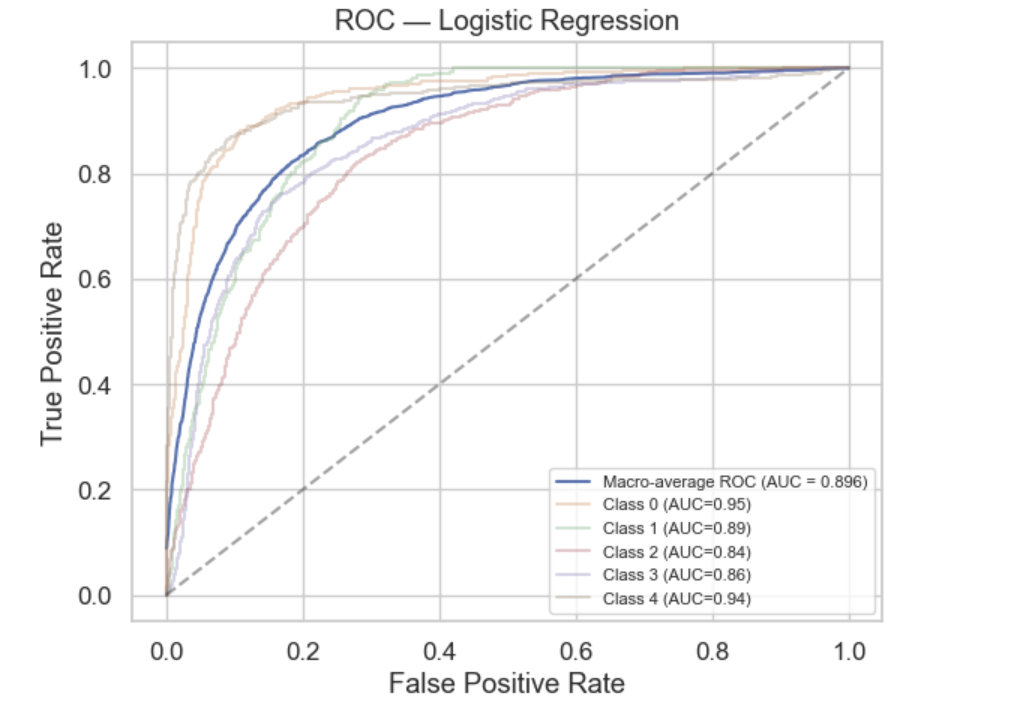 ROC — Logistic Regression
1.0
0.8
0.6
0.4
0.2
0.0
True Positive Rate
Macro-average ROC (AUC = 0.896)
Class 0 (AUC=0.95)
Class 1 (AUC=0.89)
Class 2 (AUC=0.84)
Class 3 (AUC=0.86)
Class 4 (AUC=0.94)
0.0 0.2 0.4 0.6 0.8 1.0
False Positive Rate